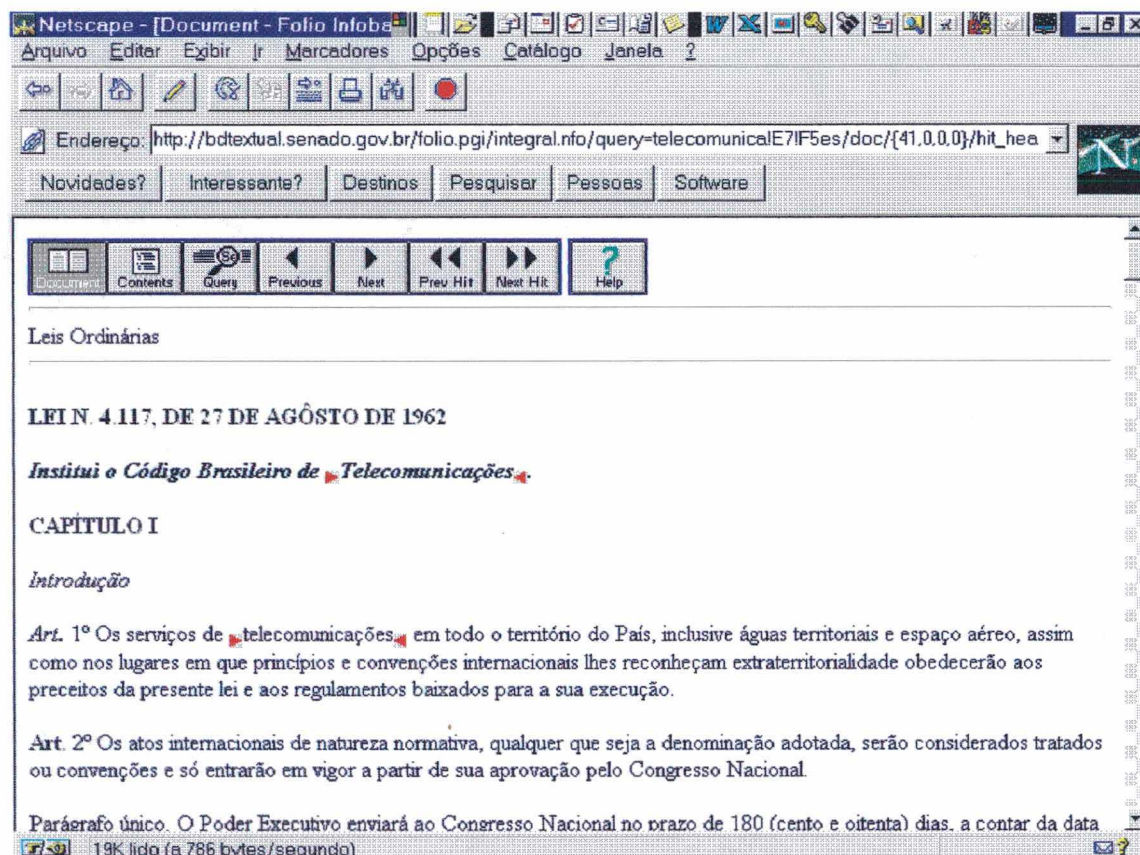 Netscape - [Document - Folio Infoba
Arquivo Editar Exibir Ir Marcadores Opções Catálogo Janela ?
Endereço: http://bdtextual.senado.gov.br/folio.pgi/integral.nfo/query=telecomunica!E7!F5es/doc/{41,0,0,0}/hit_hea
Novidades? Interessante? Destinos Pesquisar Pessoas Software
Document Contents Query Previous Next Prev Hit Next Hit Help
Leis Ordinárias
LEI N. 4.117, DE 27 DE AGÔSTO DE 1962
Institui o Código Brasileiro de Telecomunicações.
CAPÍTULO I
Introdução
Art. 1º Os serviços de telecomunicações em todo o território do País, inclusive águas territoriais e espaço aéreo, assim
como nos lugares em que princípios e convenções internacionais lhes reconheçam extraterritorialidade obedecerão aos
preceitos da presente lei e aos regulamentos baixados para a sua execução.
Art. 2º Os atos internacionais de natureza normativa, qualquer que seja a denominação adotada, serão considerados tratados
ou convenções e só entrarão em vigor a partir de sua aprovação pelo Congresso Nacional.
Parágrafo único. O Poder Executivo enviará ao Congresso Nacional no prazo de 180 (cento e oitenta) dias, a contar da data
19K lido (a 786 bytes/segundo)